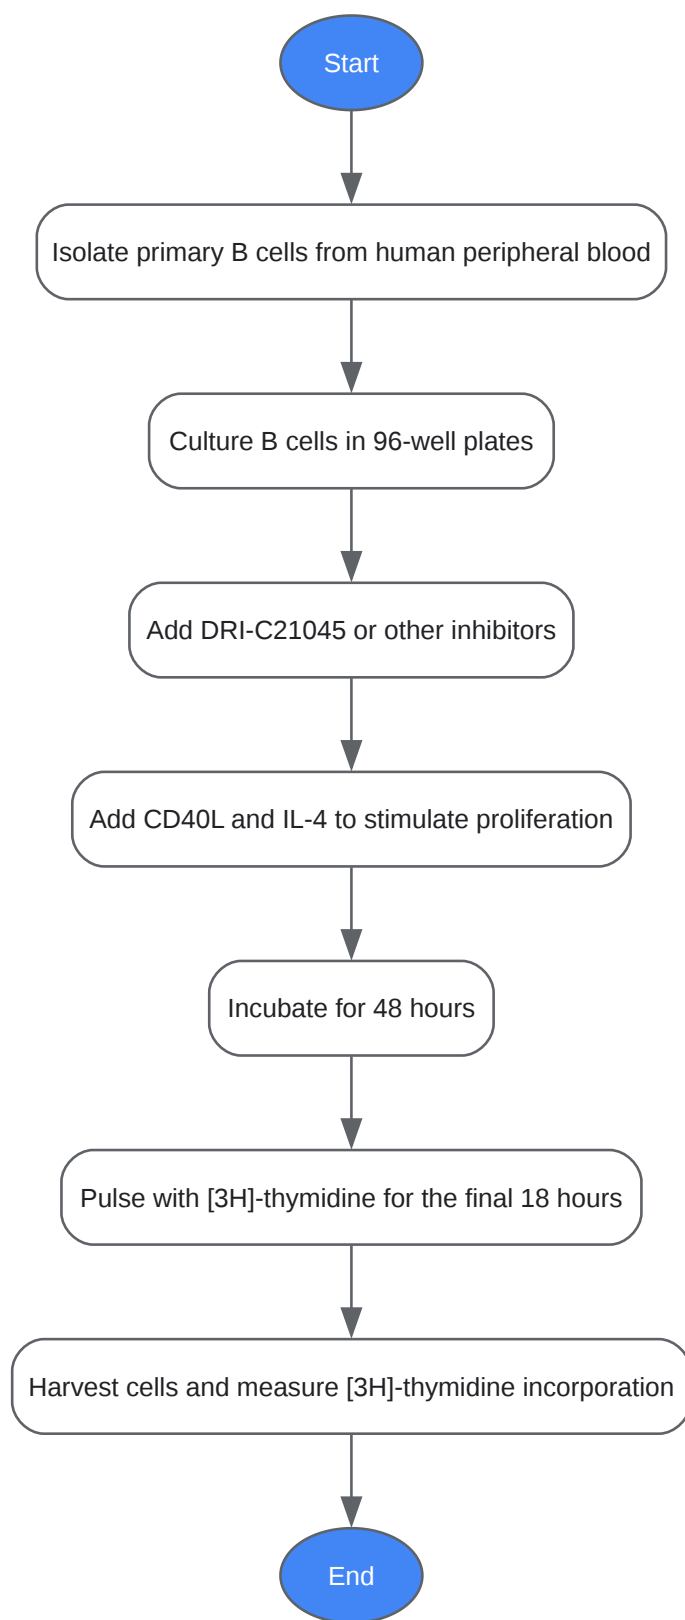 Start
Isolate primary B cells from human peripheral blood
Culture B cells in 96-well plates
Add DRI-C21045 or other inhibitors
Add CD40L and IL-4 to stimulate proliferation
Incubate for 48 hours
Pulse with [3H]-thymidine for the final 18 hours
Harvest cells and measure [3H]-thymidine incorporation
End